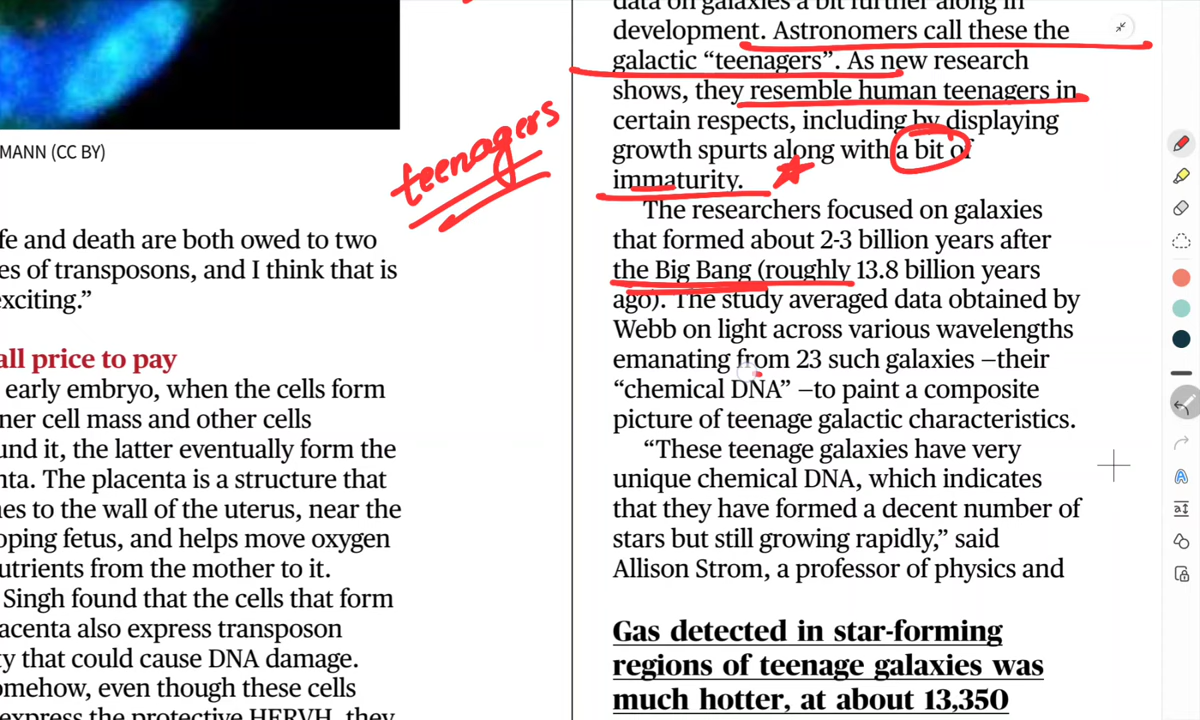 MANN (CC BY)
teenagers
fe and death are both owed to two
es of transposons, and I think that is
xciting.”
all price to pay
early embryo, when the cells form
ner cell mass and other cells
und it, the latter eventually form the
nta. The placenta is a structure that
nes to the wall of the uterus, near the
oping fetus, and helps move oxygen
utrients from the mother to it.
Singh found that the cells that form
lacenta also express transposon
ty that could cause DNA damage.
omehow, even though these cells
express the protective HERVH, they
data on galaxies a bit further along in
development. Astronomers call these the
galactic “teenagers”. As new research
shows, they resemble human teenagers in
certain respects, including by displaying
growth spurts along with a bit of
immaturity.
The researchers focused on galaxies
that formed about 2-3 billion years after
the Big Bang (roughly 13.8 billion years
ago). The study averaged data obtained by
Webb on light across various wavelengths
emanating from 23 such galaxies —their
“chemical DNA” —to paint a composite
picture of teenage galactic characteristics.
“These teenage galaxies have very
unique chemical DNA, which indicates
that they have formed a decent number of
stars but still growing rapidly,” said
Allison Strom, a professor of physics and
Gas detected in star-forming
regions of teenage galaxies was
much hotter, at about 13,350